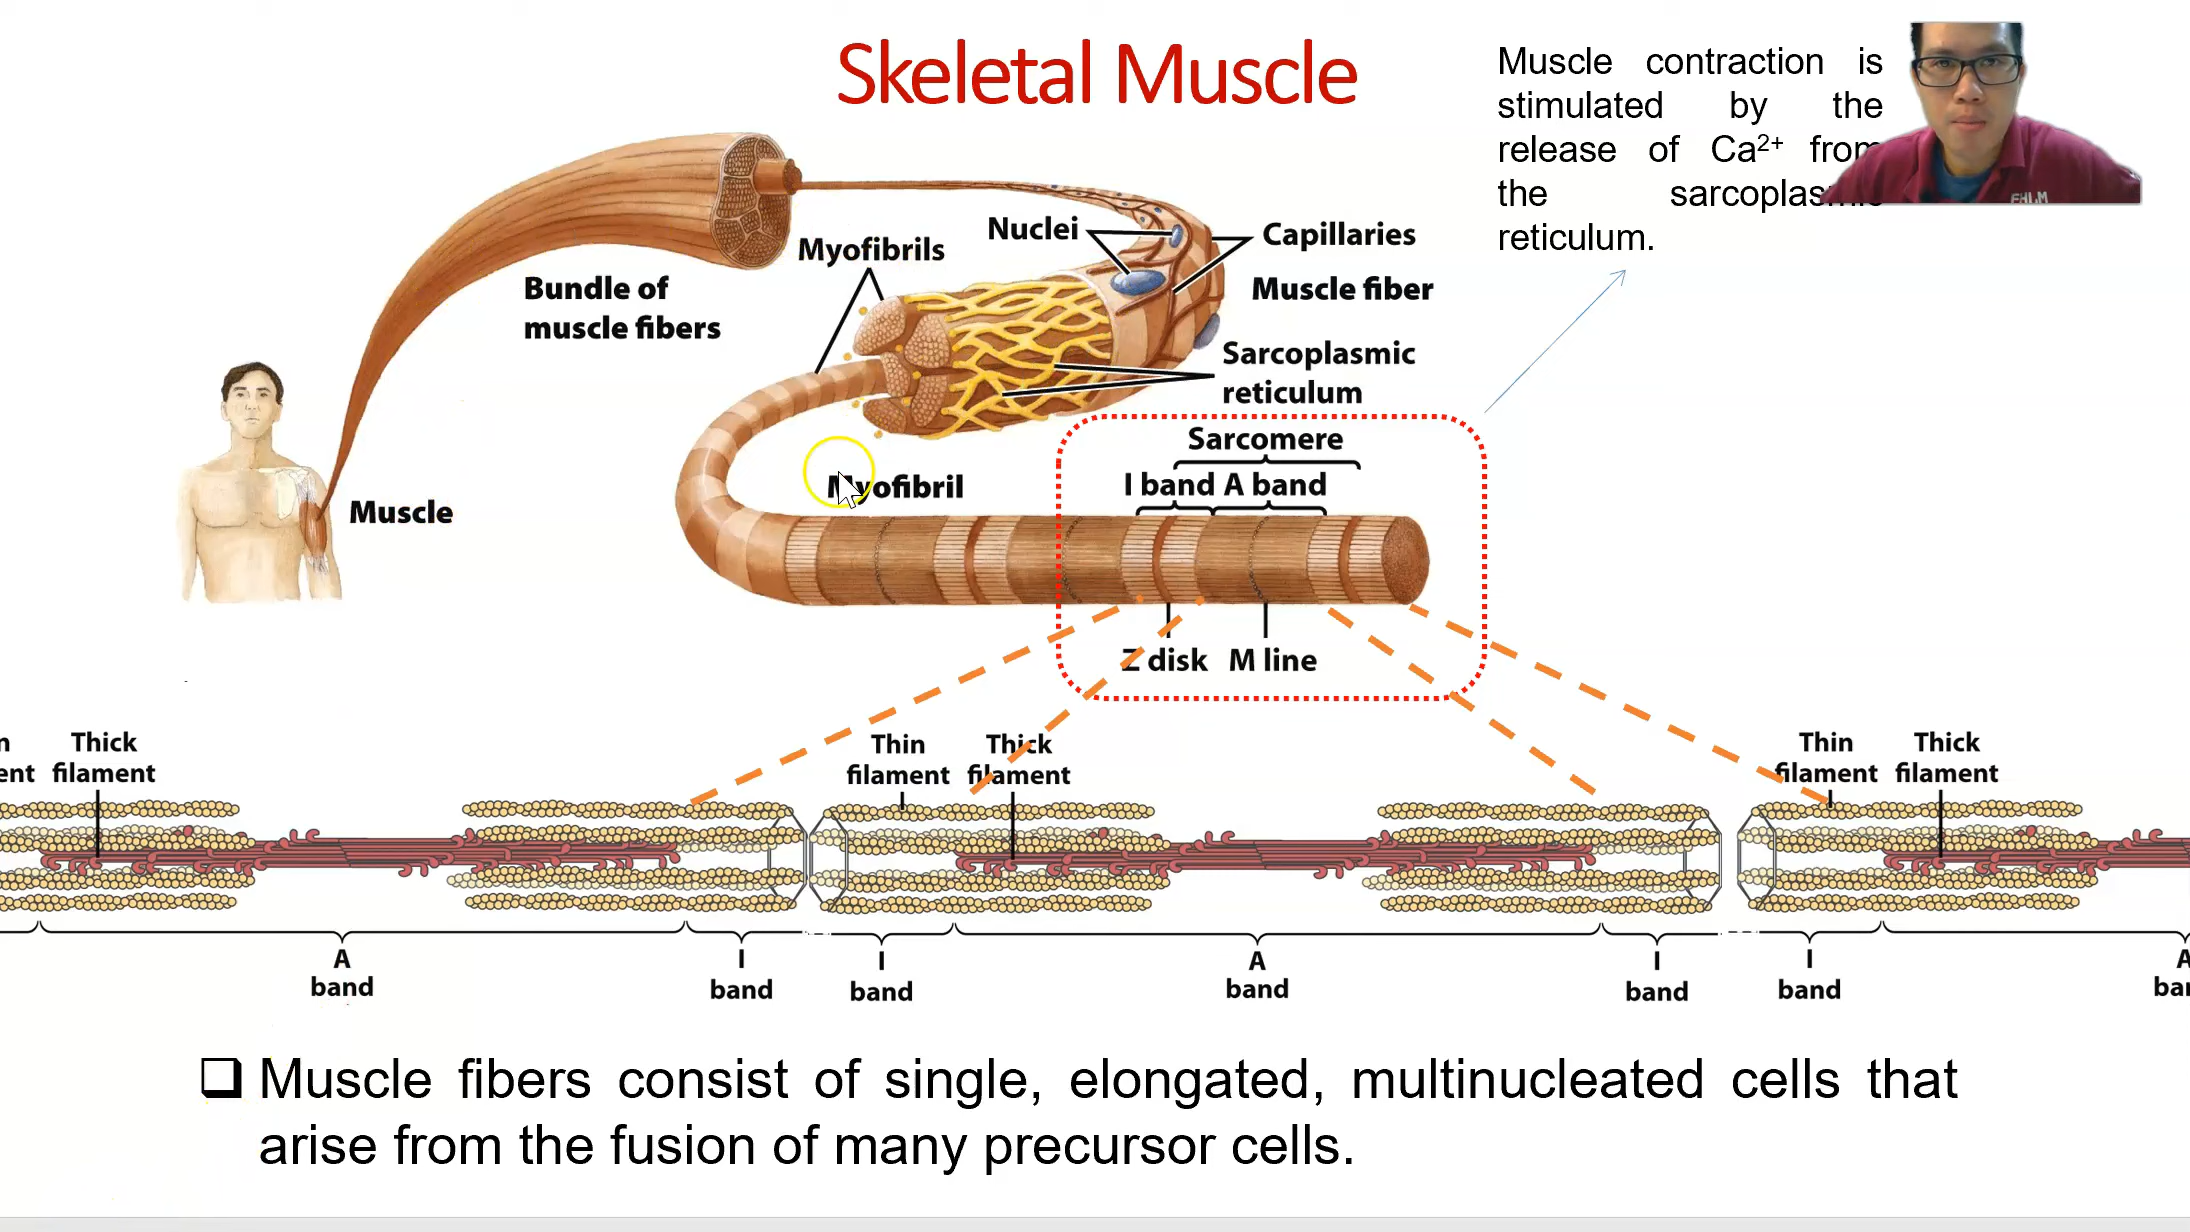 Skeletal Muscle
Muscle contraction is
stimulated by the
release of Ca²⁺ from
the sarcoplasmic
reticulum.
Nuclei
Capillaries
Myofibrils
Muscle fiber
Bundle of
muscle fibers
Sarcoplasmic
reticulum
Sarcomere
Myofibril
I band A band
Muscle
Z disk M line
Thick
filament
Thin
filament
Thick
filament
Thin
filament
Thick
filament
A
band
I
band
I
band
A
band
I
band
I
band
A
❑ Muscle fibers consist of single, elongated, multinucleated cells that
arise from the fusion of many precursor cells.